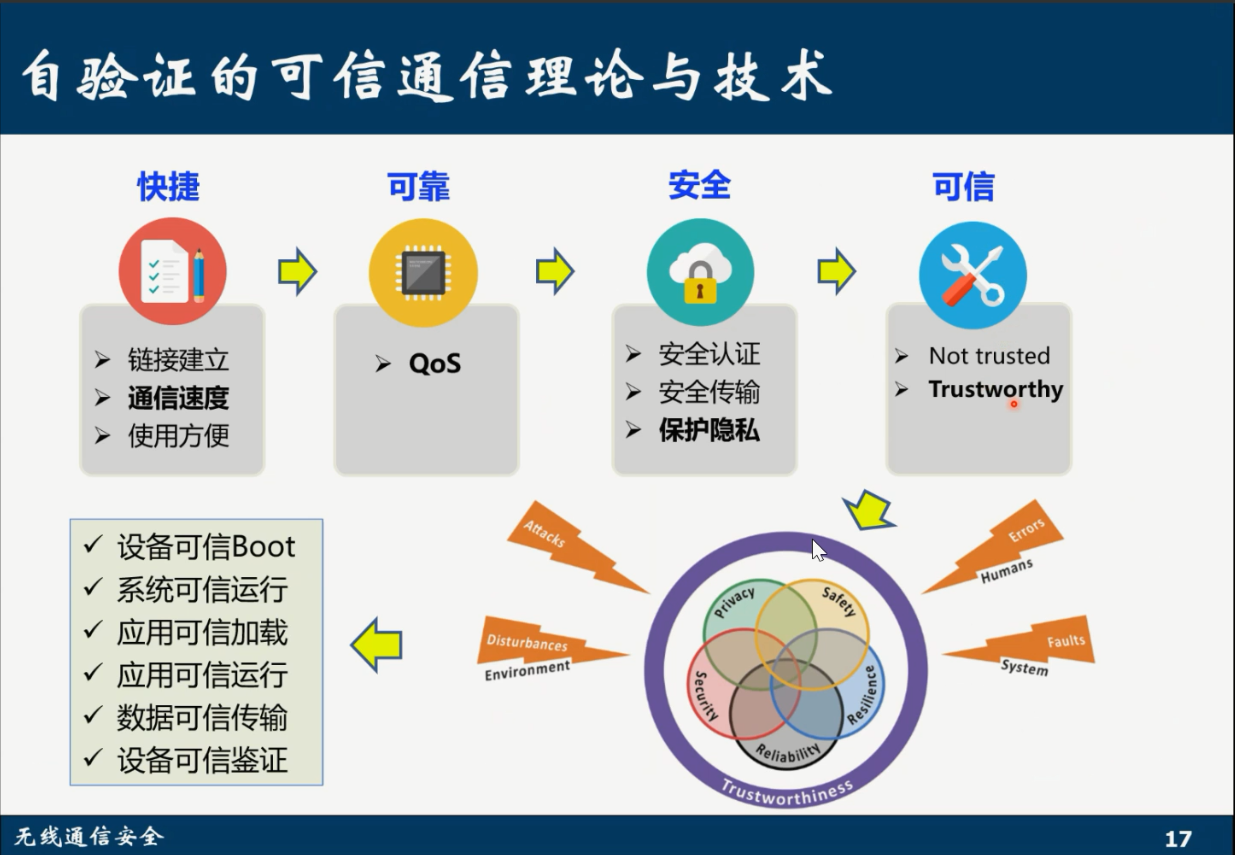 自验证的可信通信理论与技术
快捷
可靠
安全
可信
链接建立
通信速度
使用方便
QoS
安全认证
安全传输
保护隐私
Not trusted
Trustworthy
Attacks
Disturbances
Environment
Errors
Humans
Faults
System
Privacy
Safety
Security
Resilience
Reliability
Trustworthiness
设备可信Boot
系统可信运行
应用可信加载
应用可信运行
数据可信传输
设备可信鉴证
无线通信安全
17